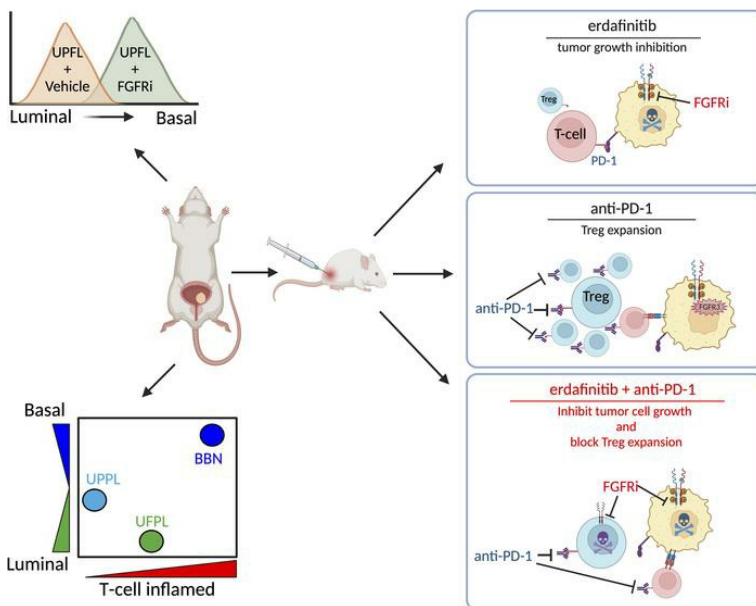 UPFL
+
Vehicle
UPFL
+
FGFRi
Luminal
Basal
erdafinitib
tumor growth inhibition
Treg
T-cell
PD-1
FGFRi
anti-PD-1
Treg expansion
anti-PD-1
Treg
FGFR3
Basal
BBN
UPPL
UFPL
Luminal
T-cell inflamed
erdafinitib + anti-PD-1
Inhibit tumor cell growth
and
block Treg expansion
FGFRi
anti-PD-1